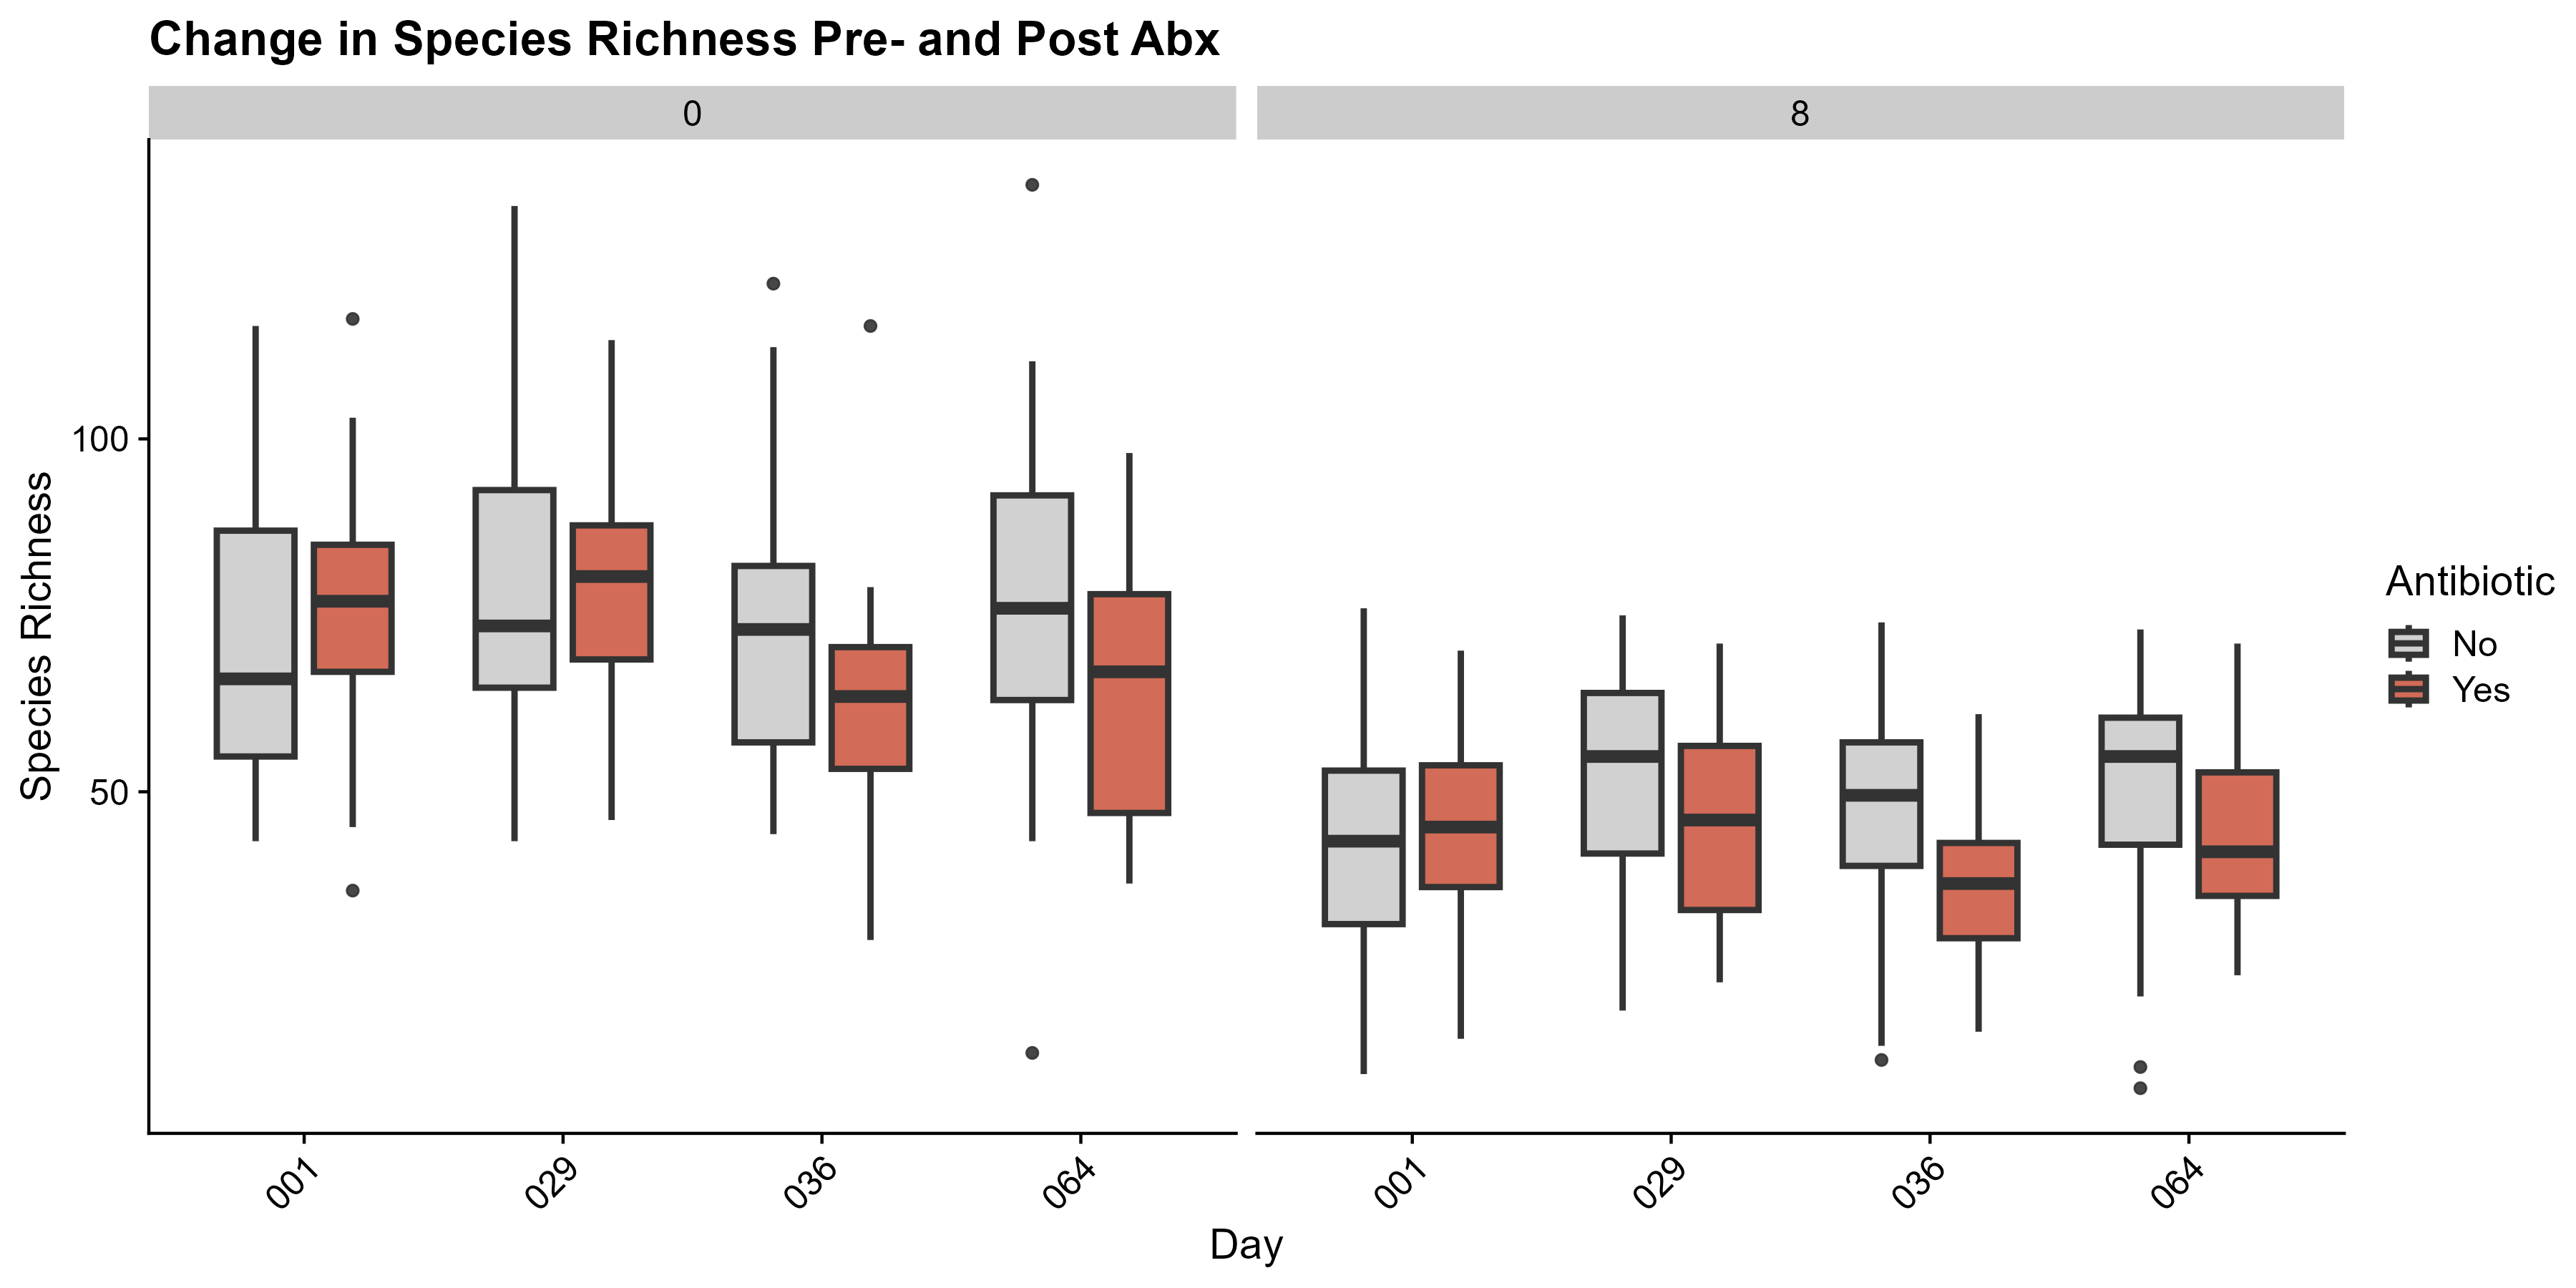 Change in Species Richness Pre- and Post Abx
0
8
Species Richness
100
50
001
029
036
064
001
029
036
064
Day
Antibiotic
No
Yes